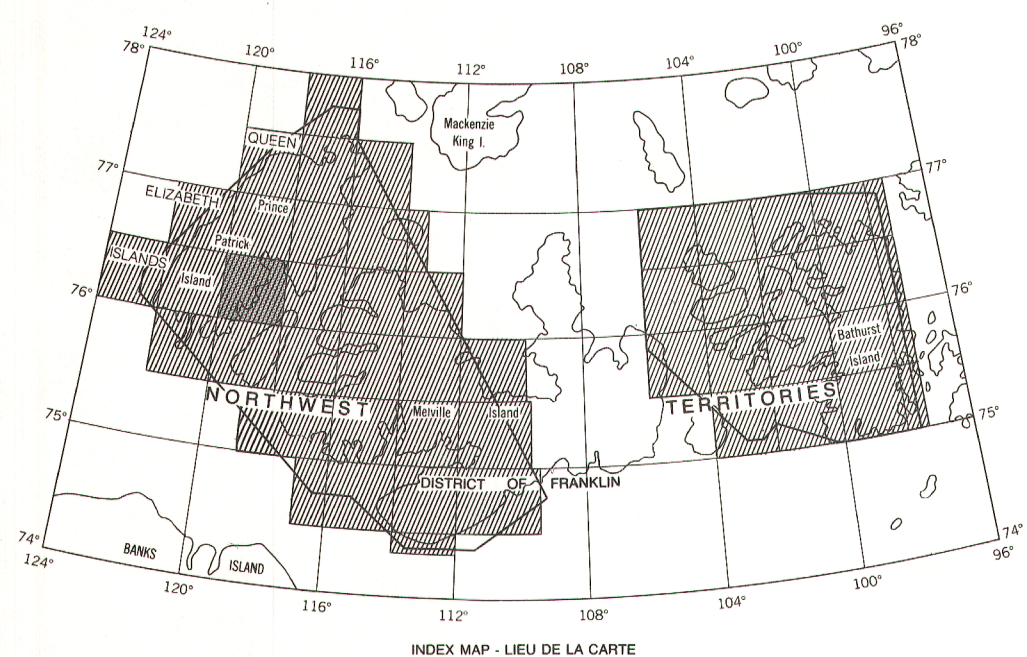 124°
120°
116°
112°
108°
104°
100°
96°
78°
78°
Mackenzie
King I.
QUEEN
77°
77°
ELIZABETH
Prince
Patrick
ISLANDS
Island
76°
76°
Bathurst
Island
NORTHWEST
Melville
Island
TERRITORIES
75°
75°
DISTRICT OF FRANKLIN
74°
74°
BANKS
ISLAND
124°
120°
116°
112°
108°
104°
100°
96°
INDEX MAP - LIEU DE LA CARTE